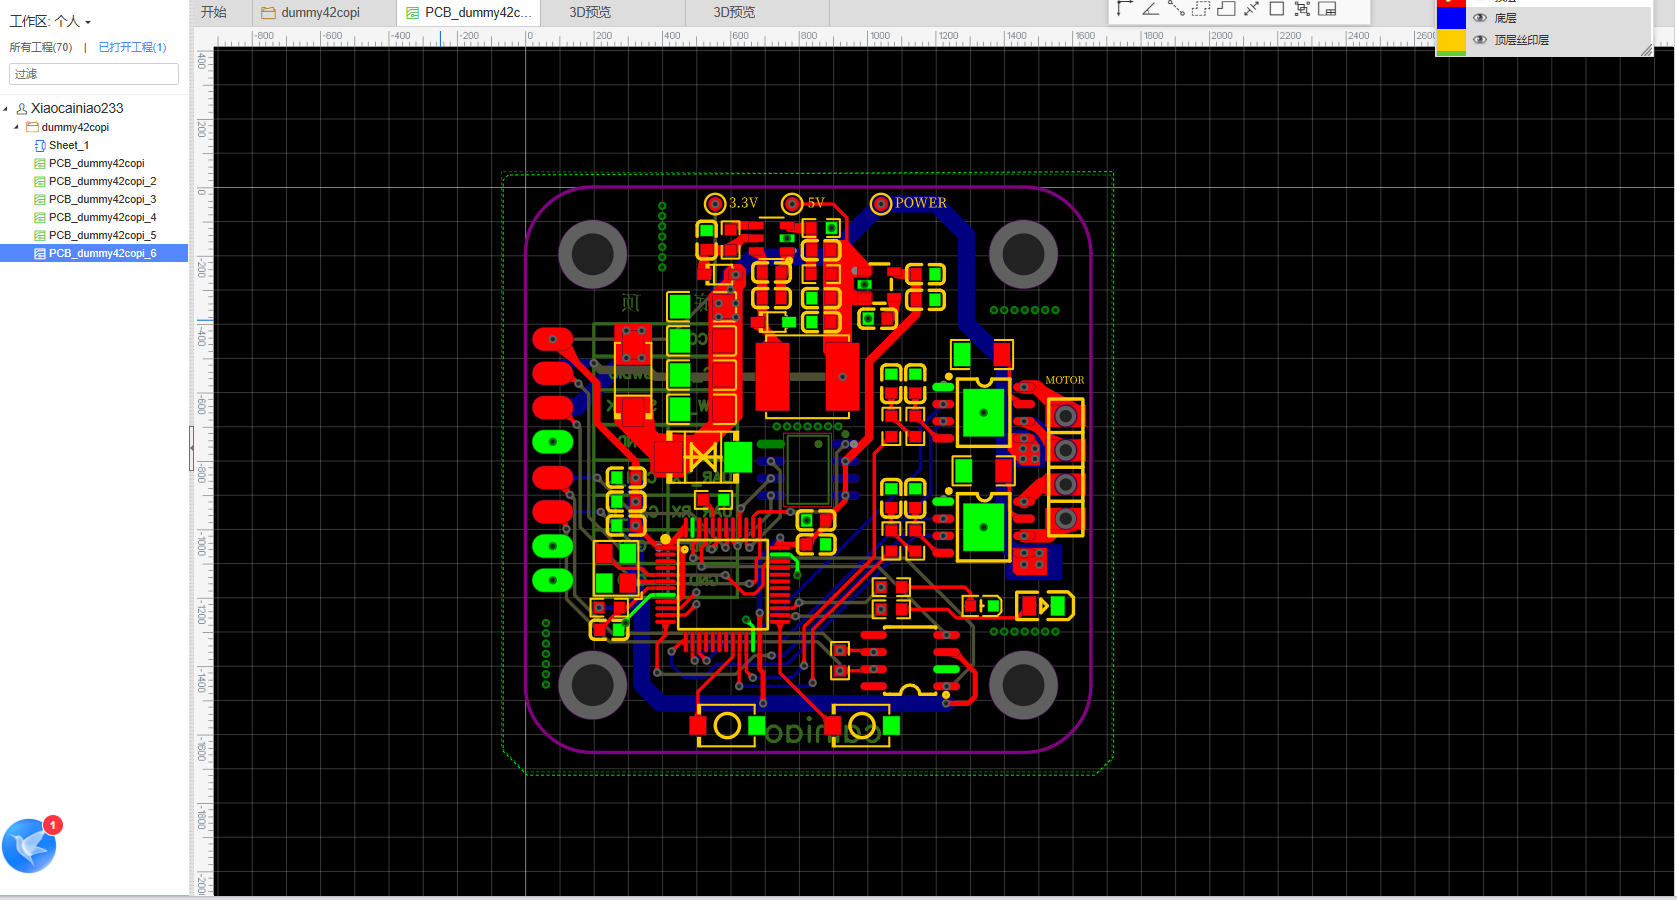 工作区: 个人
所有工程(70) | 已打开工程(1)
过滤
Xiaocainiao233
dummy42copi
Sheet_1
PCB_dummy42copi
PCB_dummy42copi_2
PCB_dummy42copi_3
PCB_dummy42copi_4
PCB_dummy42copi_5
PCB_dummy42copi_6
1
开始
dummy42copi
PCB_dummy42c...
3D预览
3D预览
底层
顶层丝印层
-800 -600 -400 -200 0 200 400 600 800 1000 1200 1400 1600 1800 2000 2200 2400 2600
400
200
0
-200
-400
-600
-800
-1000
-1200
-1400
-1600
-1800
-2000
3.3V
5V
POWER
顶
MOTOR